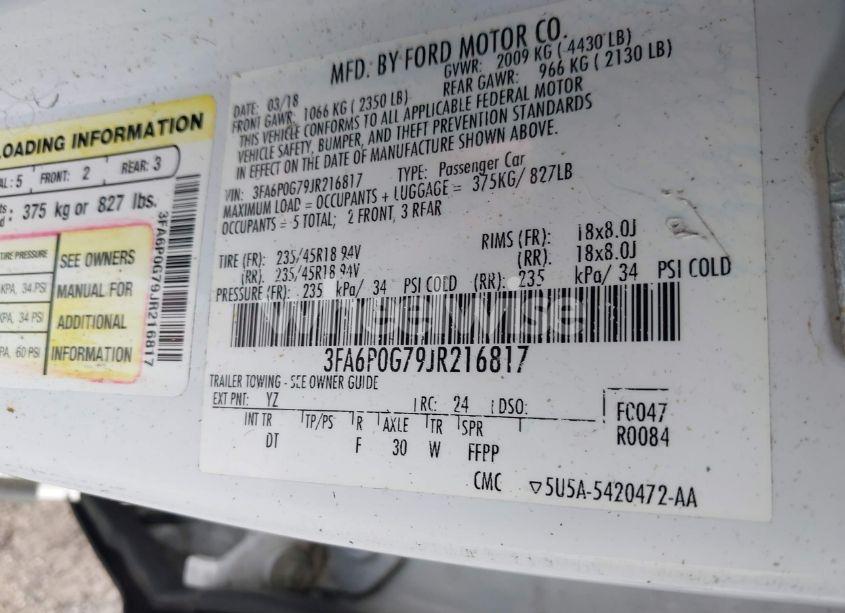 LOADING INFORMATION
AL: 5 FRONT: 2 REAR: 3
375 kg or 827 lbs.
TIRE PRESSURE
KPA, 34 PSI
KPA, 34 PSI
PA, 60 PSI
SEE OWNERS
MANUAL FOR
ADDITIONAL
INFORMATION
3FA6P0G79JR216817
MFD. BY FORD MOTOR CO.
DATE: 03/18 GVWR: 2009 KG ( 4430 LB)
FRONT GAWR: 1066 KG ( 2350 LB) REAR GAWR: 966 KG ( 2130 LB)
THIS VEHICLE CONFORMS TO ALL APPLICABLE FEDERAL MOTOR
VEHICLE SAFETY, BUMPER, AND THEFT PREVENTION STANDARDS
IN EFFECT ON THE DATE OF MANUFACTURE SHOWN ABOVE.
VIN: 3FA6P0G79JR216817 TYPE: Passenger Car
MAXIMUM LOAD = OCCUPANTS + LUGGAGE = 375KG/ 827LB
OCCUPANTS = 5 TOTAL; 2 FRONT, 3 REAR
TIRE (FR): 235/45R18 94V RIMS (FR): 18x8.0J
(RR): 235/45R18 94V (RR): 18x8.0J
PRESSURE (FR): 235 kPa/ 34 PSI COLD (RR): 235 kPa/ 34 PSI COLD
wheelwise
3FA6P0G79JR216817
TRAILER TOWING - SEE OWNER GUIDE
EXT PNT: YZ RC: 24 DSO:
FC047
R0084
INT TR TP/PS R AXLE TR SPR
DT F 30 W FFPP
CMC ▽5U5A-5420472-AA